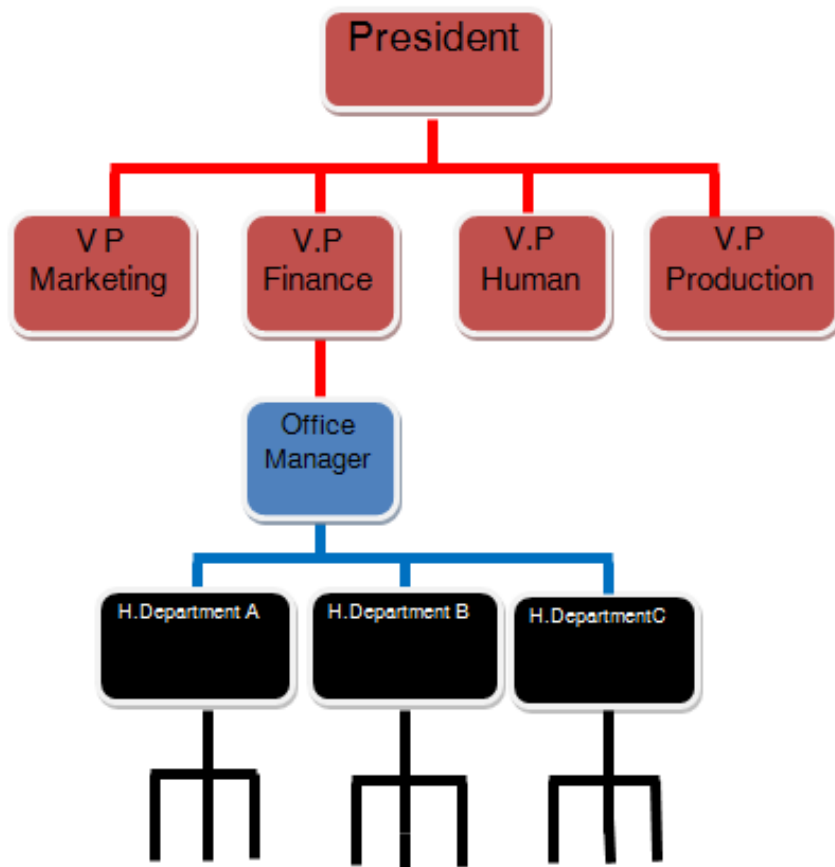 President
V P
Marketing
V.P
Finance
V.P
Human
V.P
Production
Office
Manager
H.Department A
H.Department B
H.DepartmentC